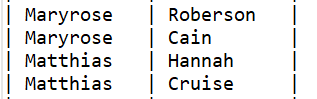 | Maryrose | Roberson |
| Maryrose | Cain |
| Matthias | Hannah |
| Matthias | Cruise |